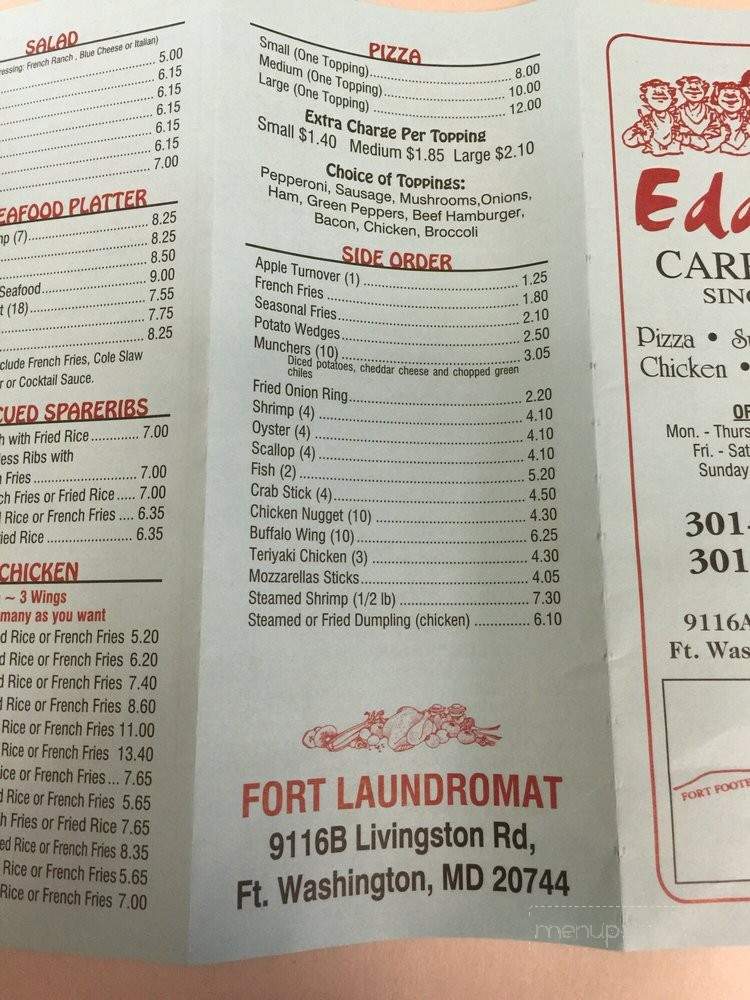 SALAD
ressing: French Ranch , Blue Cheese or Italian)
5.00
6.15
6.15
6.15
6.15
6.15
7.00
EAFOOD PLATTER
mp (7) 8.25
8.25
8.50
Seafood 9.00
t (18) 7.55
7.75
8.25
clude French Fries, Cole Slaw
r or Cocktail Sauce.
CUED SPARERIBS
h with Fried Rice 7.00
less Ribs with
n Fries 7.00
ch Fries or Fried Rice 7.00
d Rice or French Fries 6.35
ried Rice 6.35
CHICKEN
~ 3 Wings
many as you want
d Rice or French Fries 5.20
d Rice or French Fries 6.20
d Rice or French Fries 7.40
d Rice or French Fries 8.60
Rice or French Fries 11.00
Rice or French Fries 13.40
ice or French Fries... 7.65
d Rice or French Fries 5.65
h Fries or Fried Rice 7.65
ed Rice or French Fries 8.35
Rice or French Fries 5.65
Rice or French Fries 7.00
PIZZA
Small (One Topping) 8.00
Medium (One Topping) 10.00
Large (One Topping) 12.00
Extra Charge Per Topping
Small $1.40 Medium $1.85 Large $2.10
Choice of Toppings:
Pepperoni, Sausage, Mushrooms,Onions,
Ham, Green Peppers, Beef Hamburger,
Bacon, Chicken, Broccoli
SIDE ORDER
Apple Turnover (1) 1.25
French Fries 1.80
Seasonal Fries 2.10
Potato Wedges 2.50
Munchers (10) 3.05
Diced potatoes, cheddar cheese and chopped green
chiles
Fried Onion Ring 2.20
Shrimp (4) 4.10
Oyster (4) 4.10
Scallop (4) 4.10
Fish (2) 5.20
Crab Stick (4) 4.50
Chicken Nugget (10) 4.30
Buffalo Wing (10) 6.25
Teriyaki Chicken (3) 4.30
Mozzarellas Sticks 4.05
Steamed Shrimp (1/2 lb) 7.30
Steamed or Fried Dumpling (chicken) 6.10
FORT LAUNDROMAT
9116B Livingston Rd,
Ft. Washington, MD 20744
Edd
CARR
SINC
Pizza • Su
Chicken •
OP
Mon. - Thurs
Fri. - Sat
Sunday
301-
301
9116A
Ft. Was
FORT FOOTE
menup